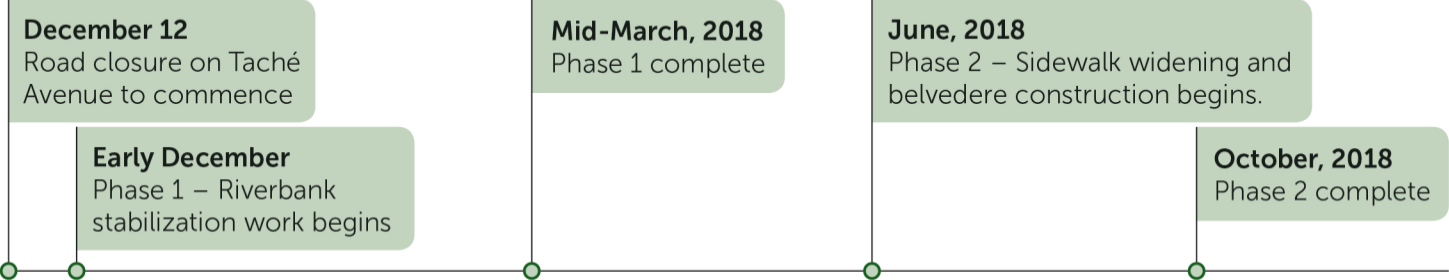 December 12
Road closure on Taché
Avenue to commence
Early December
Phase 1 – Riverbank
stabilization work begins
Mid-March, 2018
Phase 1 complete
June, 2018
Phase 2 – Sidewalk widening and
belvedere construction begins.
October, 2018
Phase 2 complete